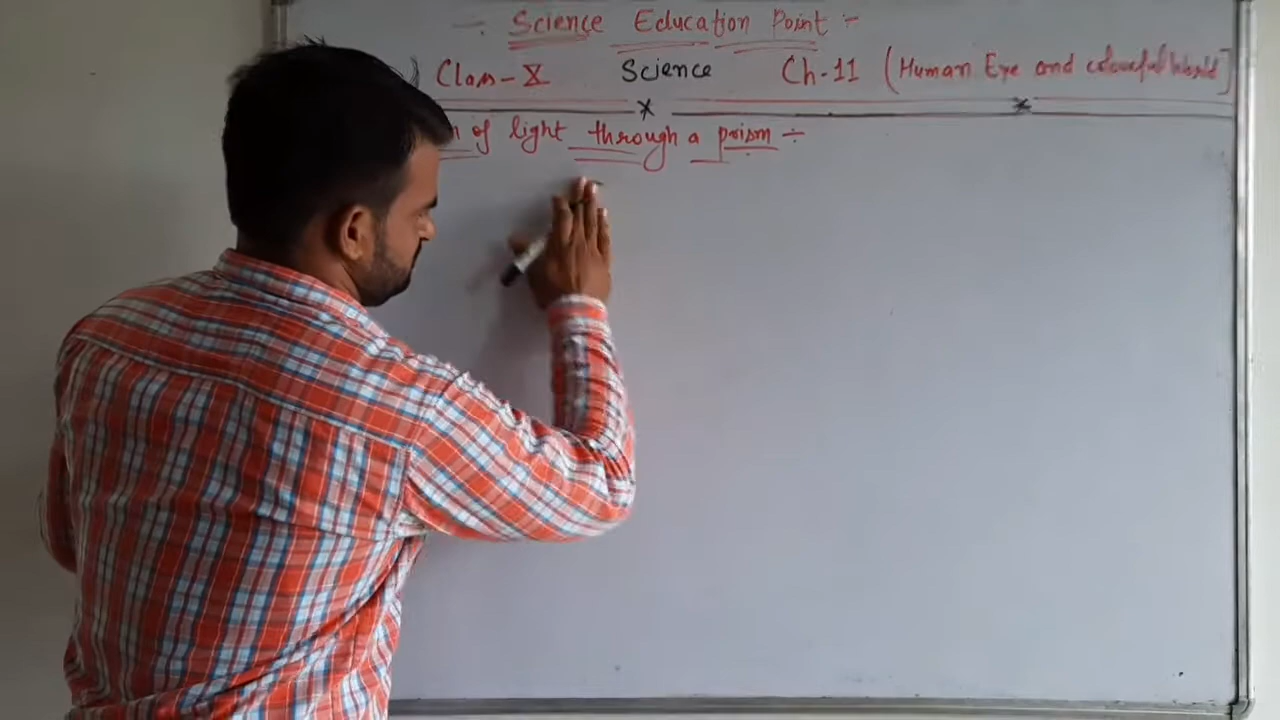 Science Education Point :-
Class-X Science Ch-11 (Human Eye and colourful World]
of light through a prism ÷